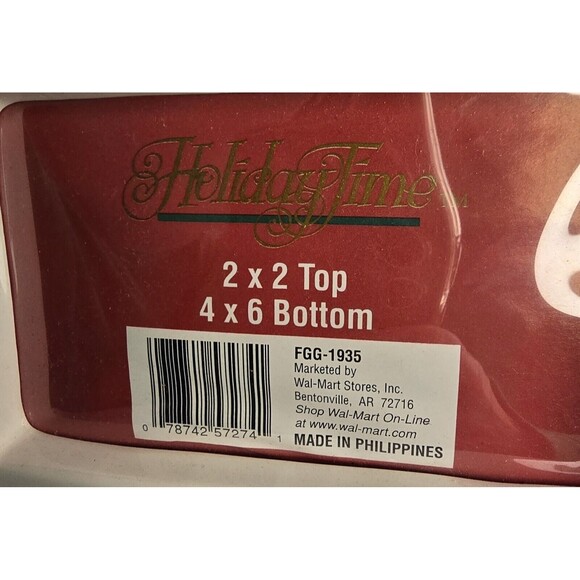 Holiday Time™
2 x 2 Top
4 x 6 Bottom
FGG-1935
Marketed by
Wal-Mart Stores, Inc.
Bentonville, AR 72716
Shop Wal-Mart On-Line
at www.wal-mart.com
MADE IN PHILIPPINES
0 78742 57274 1